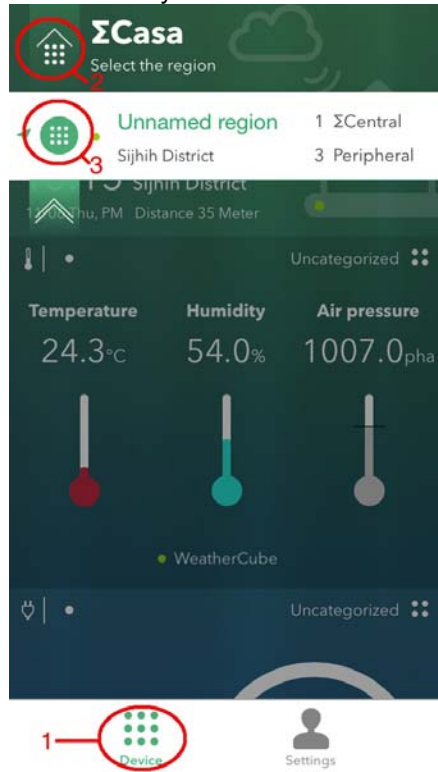 ΣCasa
Select the region
2
Unnamed region 1 ΣCentral
3
Sijhih District 3 Peripheral
Sijhih District
Thu, PM Distance 35 Meter
Uncategorized
Temperature Humidity Air pressure
24.3°C 54.0% 1007.0pha
WeatherCube
Uncategorized
1
Device Settings